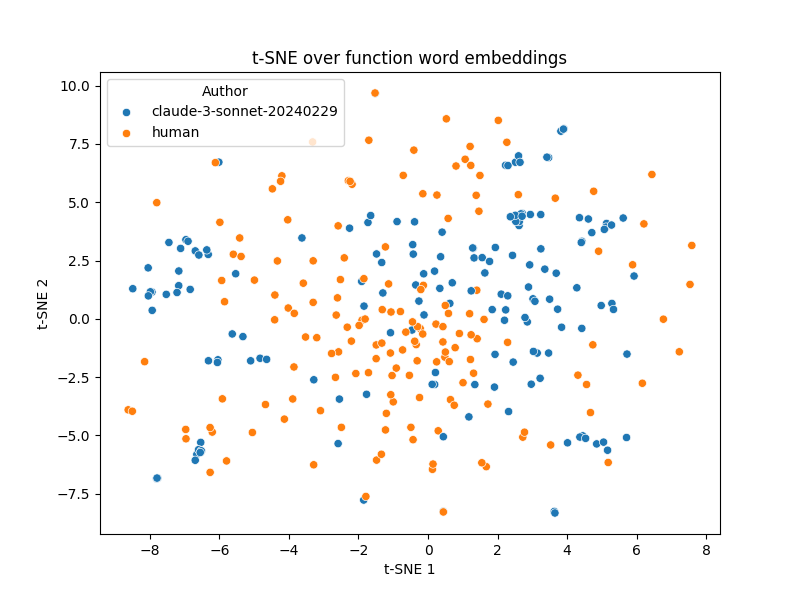 t-SNE over function word embeddings
Author
claude-3-sonnet-20240229
human
10.0
7.5
5.0
2.5
0.0
−2.5
−5.0
−7.5
t-SNE 2
−8
−6
−4
−2
0
2
4
6
8
t-SNE 1